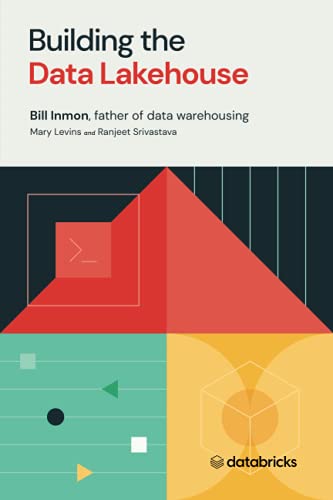 Building the
Data Lakehouse
Bill Inmon, father of data warehousing
Mary Levins and Ranjeet Srivastava
>_
databricks